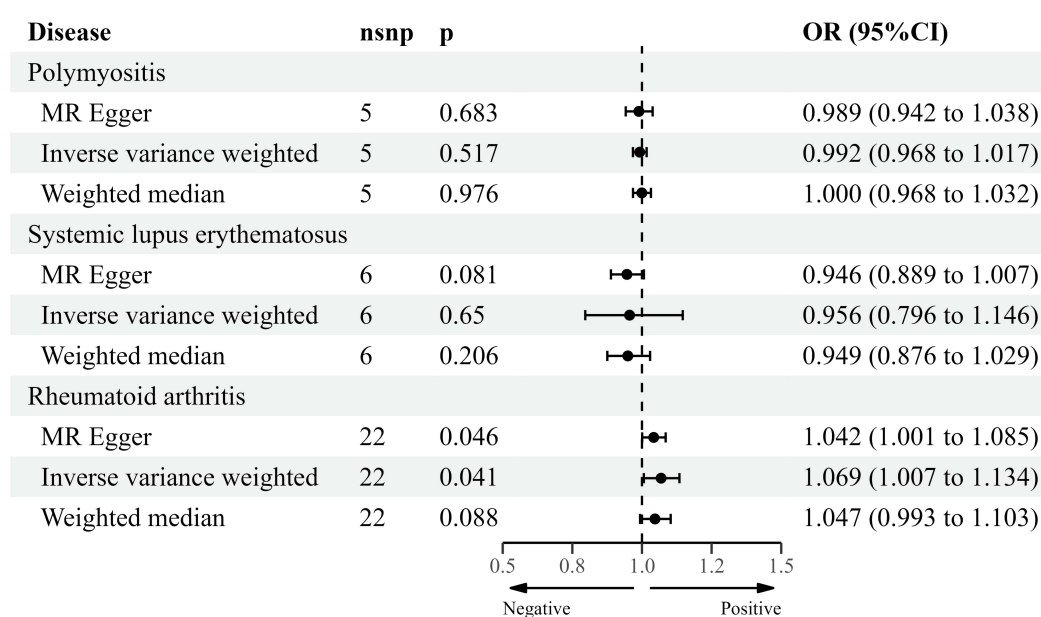 Disease nsnp p OR (95%CI)
Polymyositis
MR Egger 5 0.683 0.989 (0.942 to 1.038)
Inverse variance weighted 5 0.517 0.992 (0.968 to 1.017)
Weighted median 5 0.976 1.000 (0.968 to 1.032)
Systemic lupus erythematosus
MR Egger 6 0.081 0.946 (0.889 to 1.007)
Inverse variance weighted 6 0.65 0.956 (0.796 to 1.146)
Weighted median 6 0.206 0.949 (0.876 to 1.029)
Rheumatoid arthritis
MR Egger 22 0.046 1.042 (1.001 to 1.085)
Inverse variance weighted 22 0.041 1.069 (1.007 to 1.134)
Weighted median 22 0.088 1.047 (0.993 to 1.103)
0.5 0.8 1.0 1.2 1.5
Negative Positive